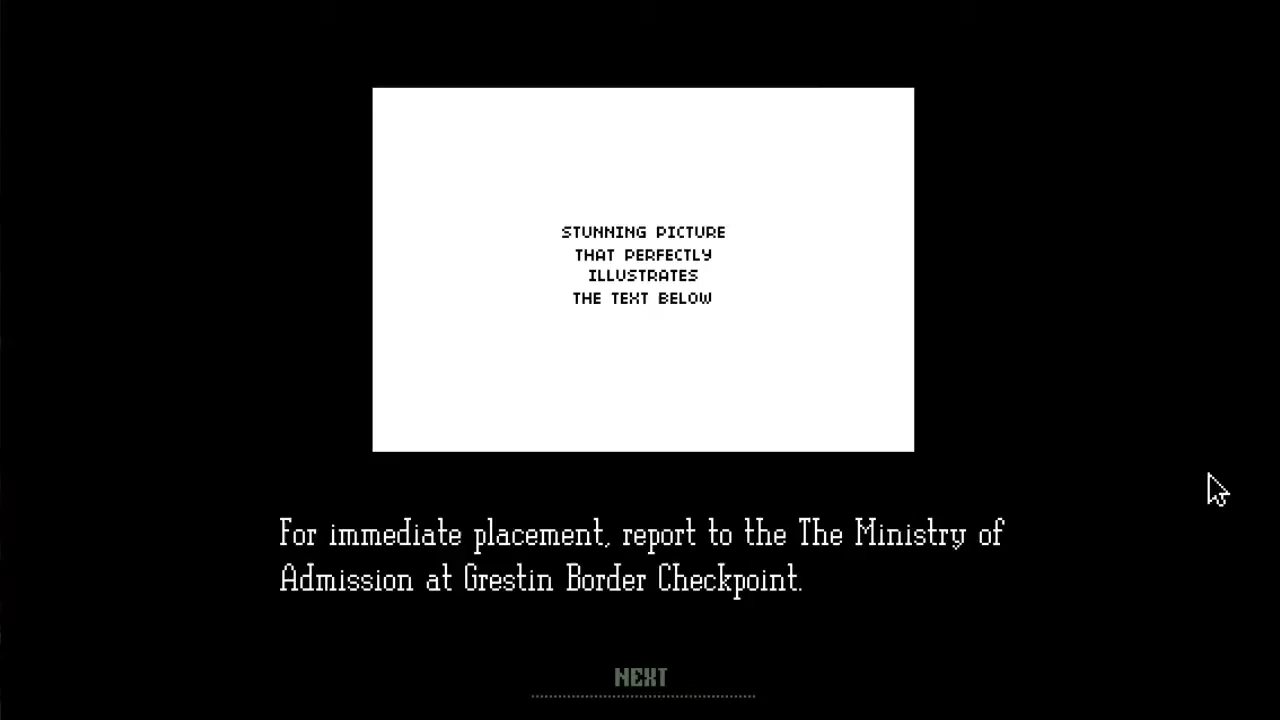 STUNNING PICTURE
THAT PERFECTLY
ILLUSTRATES
THE TEXT BELOW
For immediate placement, report to the The Ministry of
Admission at Grestin Border Checkpoint.
NEXT